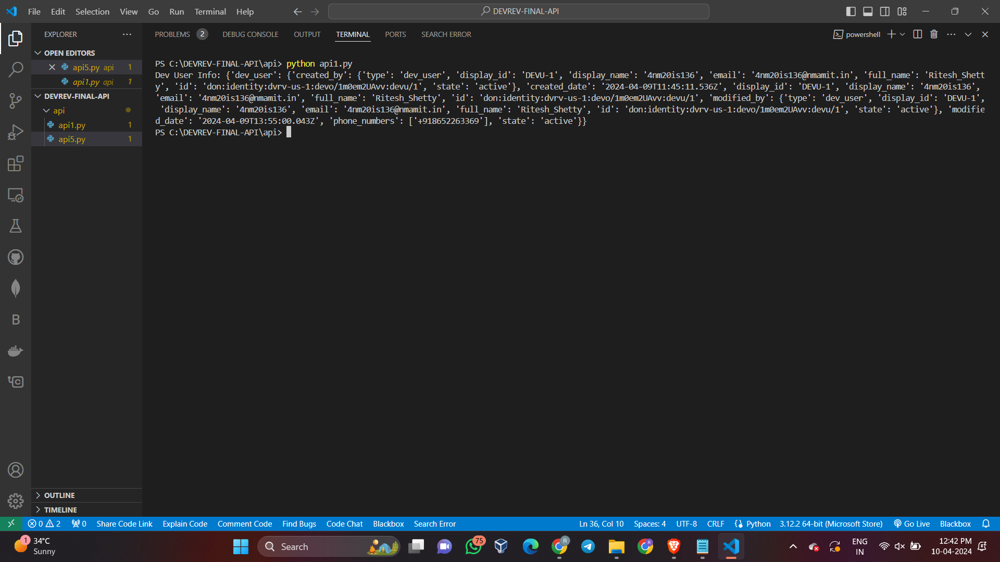 File Edit Selection View Go Run Terminal Help
DEVREV-FINAL-API
EXPLORER
PROBLEMS 2 DEBUG CONSOLE OUTPUT TERMINAL PORTS SEARCH ERROR
powershell
OPEN EDITORS
api5.py api 1
api1.py api 1
DEVREV-FINAL-API
api
api1.py 1
api5.py 1
PS C:\DEVREV-FINAL-API\api> python api1.py
Dev User Info: {'dev_user': {'created_by': {'type': 'dev_user', 'display_id': 'DEVU-1', 'display_name': '4nm20is136', 'email': '4nm20is136@nmamit.in', 'full_name': 'Ritesh_Shett
y', 'id': 'don:identity:dvrv-us-1:devo/1m0em2UAvv:devu/1', 'state': 'active'}, 'created_date': '2024-04-09T11:45:11.536Z', 'display_id': 'DEVU-1', 'display_name': '4nm20is136',
'email': '4nm20is136@nmamit.in', 'full_name': 'Ritesh_Shetty', 'id': 'don:identity:dvrv-us-1:devo/1m0em2UAvv:devu/1', 'modified_by': {'type': 'dev_user', 'display_id': 'DEVU-1',
'display_name': '4nm20is136', 'email': '4nm20is136@nmamit.in', 'full_name': 'Ritesh_Shetty', 'id': 'don:identity:dvrv-us-1:devo/1m0em2UAvv:devu/1', 'state': 'active'}, 'modifie
d_date': '2024-04-09T13:55:00.043Z', 'phone_numbers': ['+918652263369'], 'state': 'active'}}
PS C:\DEVREV-FINAL-API\api>
B
OUTLINE
TIMELINE
0 2 0 Share Code Link Explain Code Comment Code Find Bugs Code Chat Blackbox Search Error
Ln 36, Col 10 Spaces: 4 UTF-8 CRLF Python 3.12.2 64-bit (Microsoft Store) Go Live Blackbox
1 34°C
Sunny
Search
75
ENG
IN
12:42 PM
10-04-2024